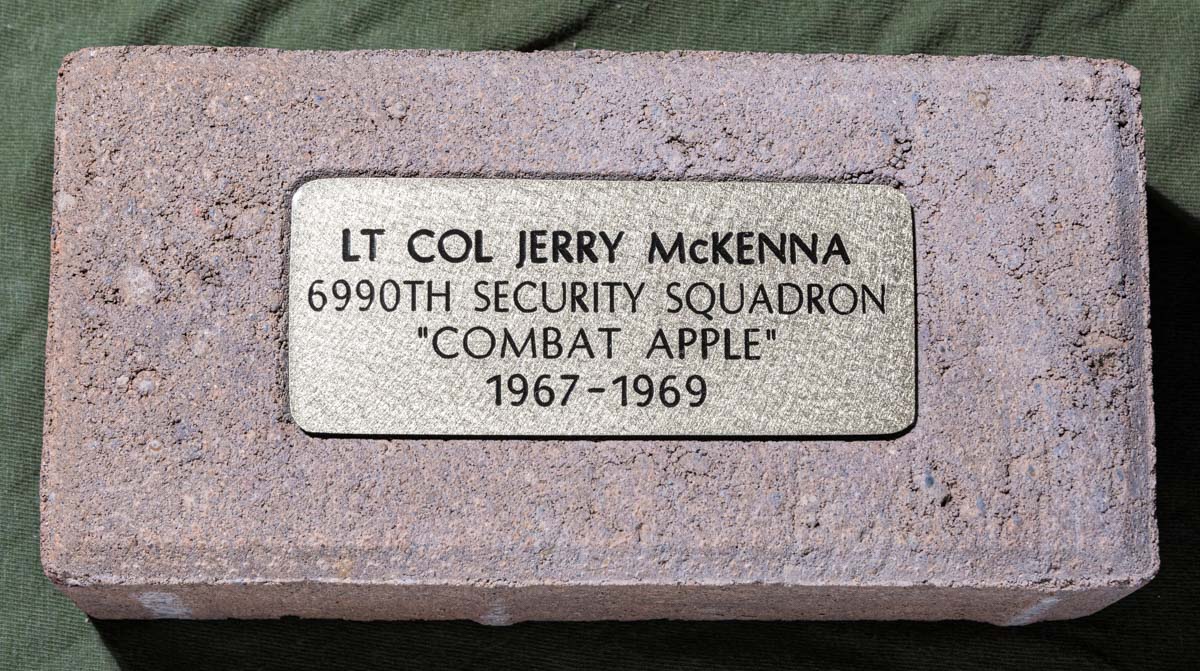 LT COL JERRY McKENNA
6990TH SECURITY SQUADRON
"COMBAT APPLE"
1967-1969